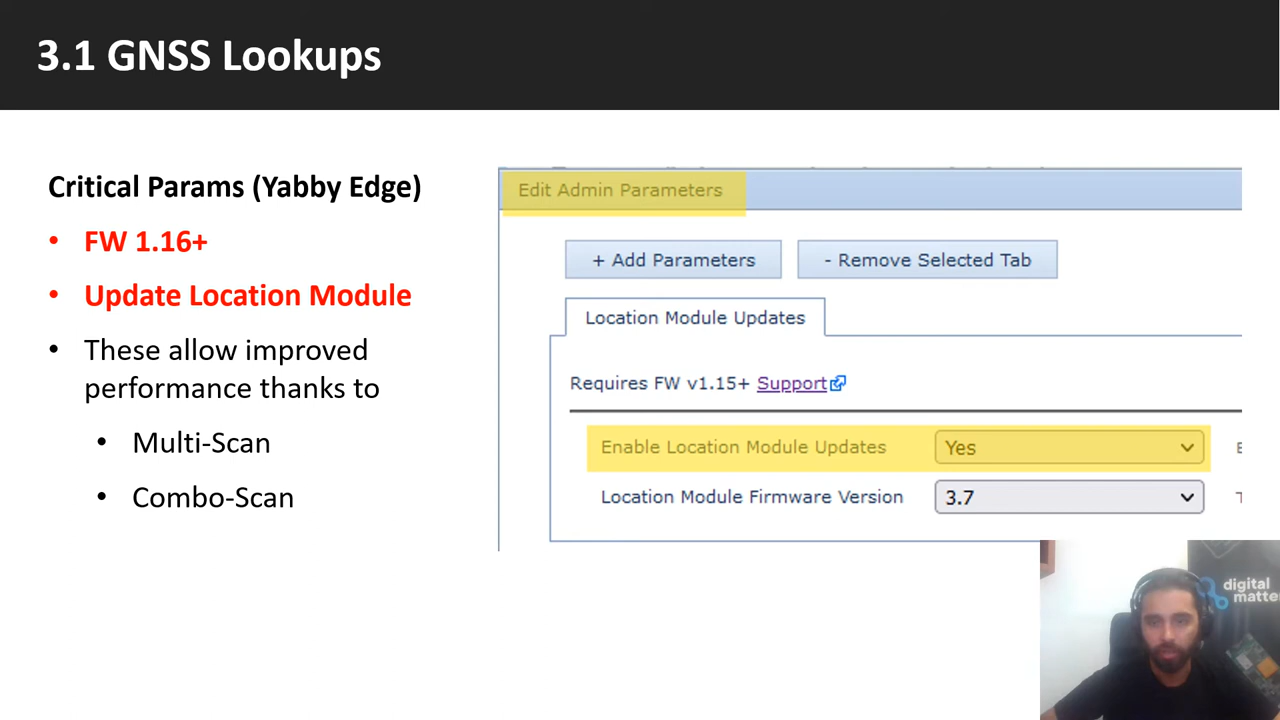 3.1 GNSS Lookups
Critical Params (Yabby Edge)
• FW 1.16+
• Update Location Module
• These allow improved
performance thanks to
• Multi-Scan
• Combo-Scan
Edit Admin Parameters
+ Add Parameters - Remove Selected Tab
Location Module Updates
Requires FW v1.15+ Support
Enable Location Module Updates Yes
Location Module Firmware Version 3.7
digital
matter